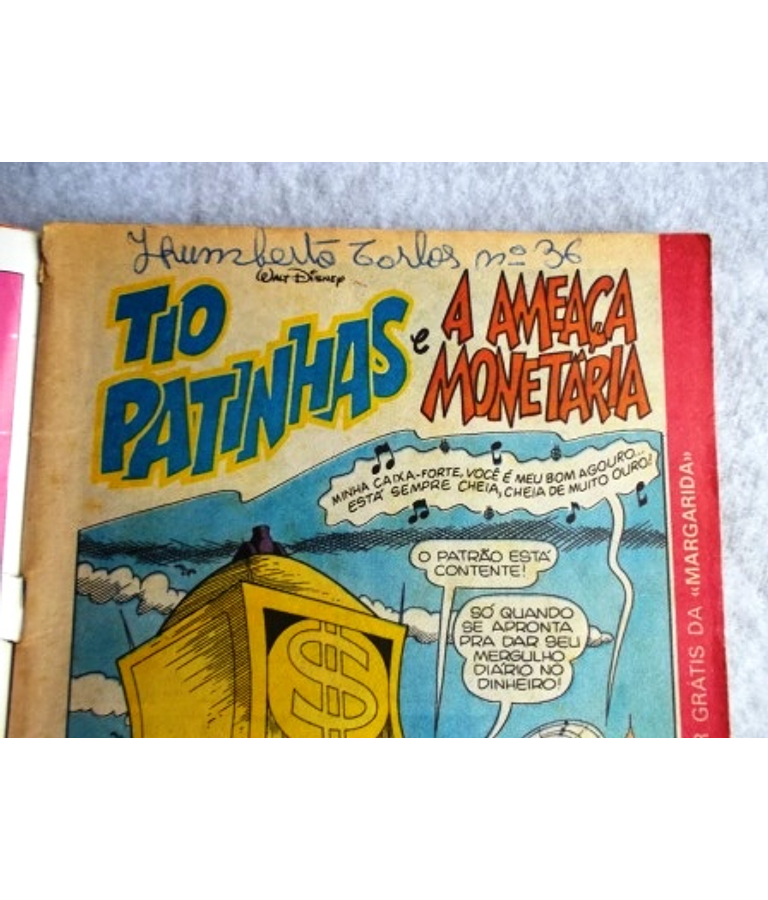 Humberto Carlos nº 36
WALT DISNEY
TIO
PATINHAS
e
A AMEAÇA
MONETÁRIA
MINHA CAIXA-FORTE, VOCÊ É MEU BOM AGOURO...
ESTÁ SEMPRE CHEIA, CHEIA DE MUITO OURO!
O PATRÃO ESTÁ
CONTENTE!
SÓ QUANDO
SE APRONTA
PRA DAR SEU
MERGULHO
DIÁRIO NO
DINHEIRO!
$
R GRÁTIS DA «MARGARIDA»